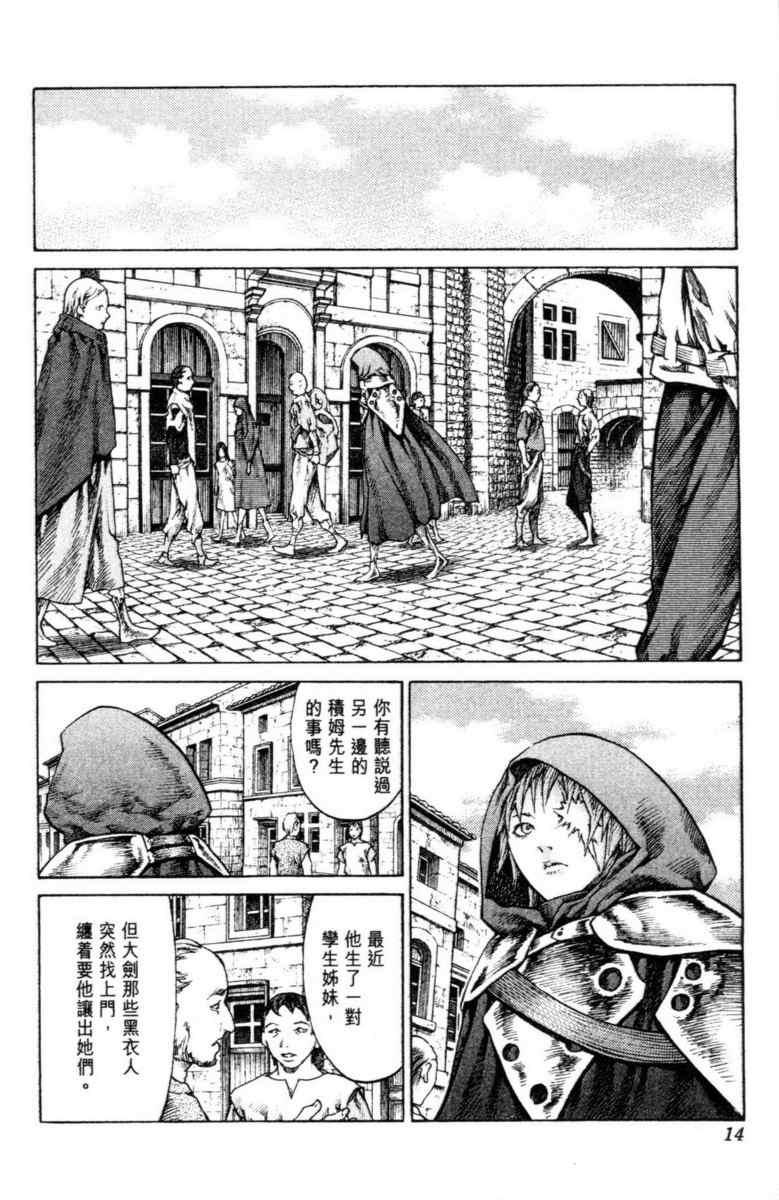 你有聽説過
另一邊的
積姆先生
的事嗎？
最近
他生了一對
孿生姊妹，
但大劍那些黑衣人
突然找上門，
纏着要他讓出她們。
14